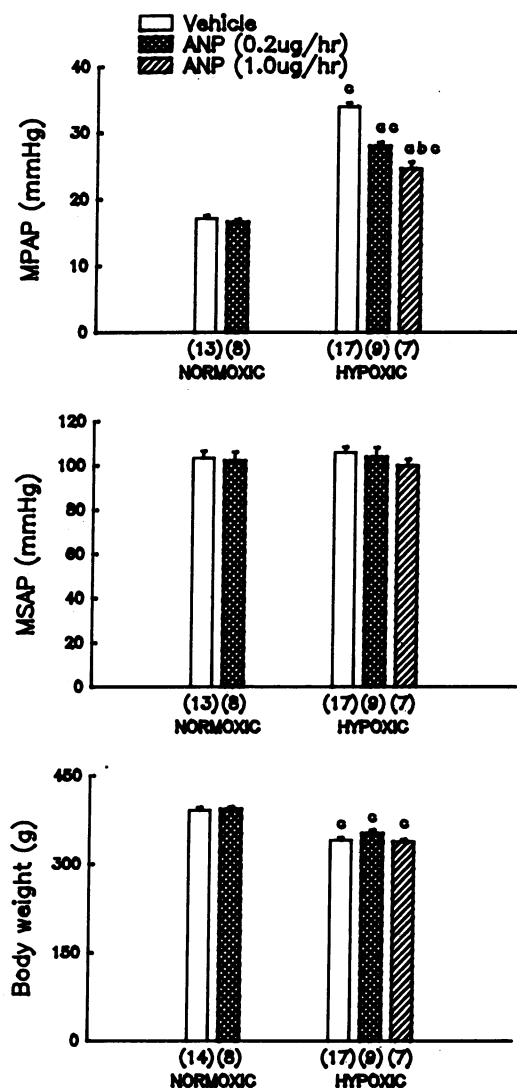 Vehicle
ANP (0.2ug/hr)
ANP (1.0ug/hr)
MPAP (mmHg)
40
30
20
10
0
c
a c
a b c
(13) (8) (17) (9) (7)
NORMOXIC HYPOXIC
MSAP (mmHg)
120
100
80
60
40
20
0
(13) (8) (17) (9) (7)
NORMOXIC HYPOXIC
Body weight (g)
450
300
150
0
c c c
(14) (8) (17) (9) (7)
NORMOXIC HYPOXIC